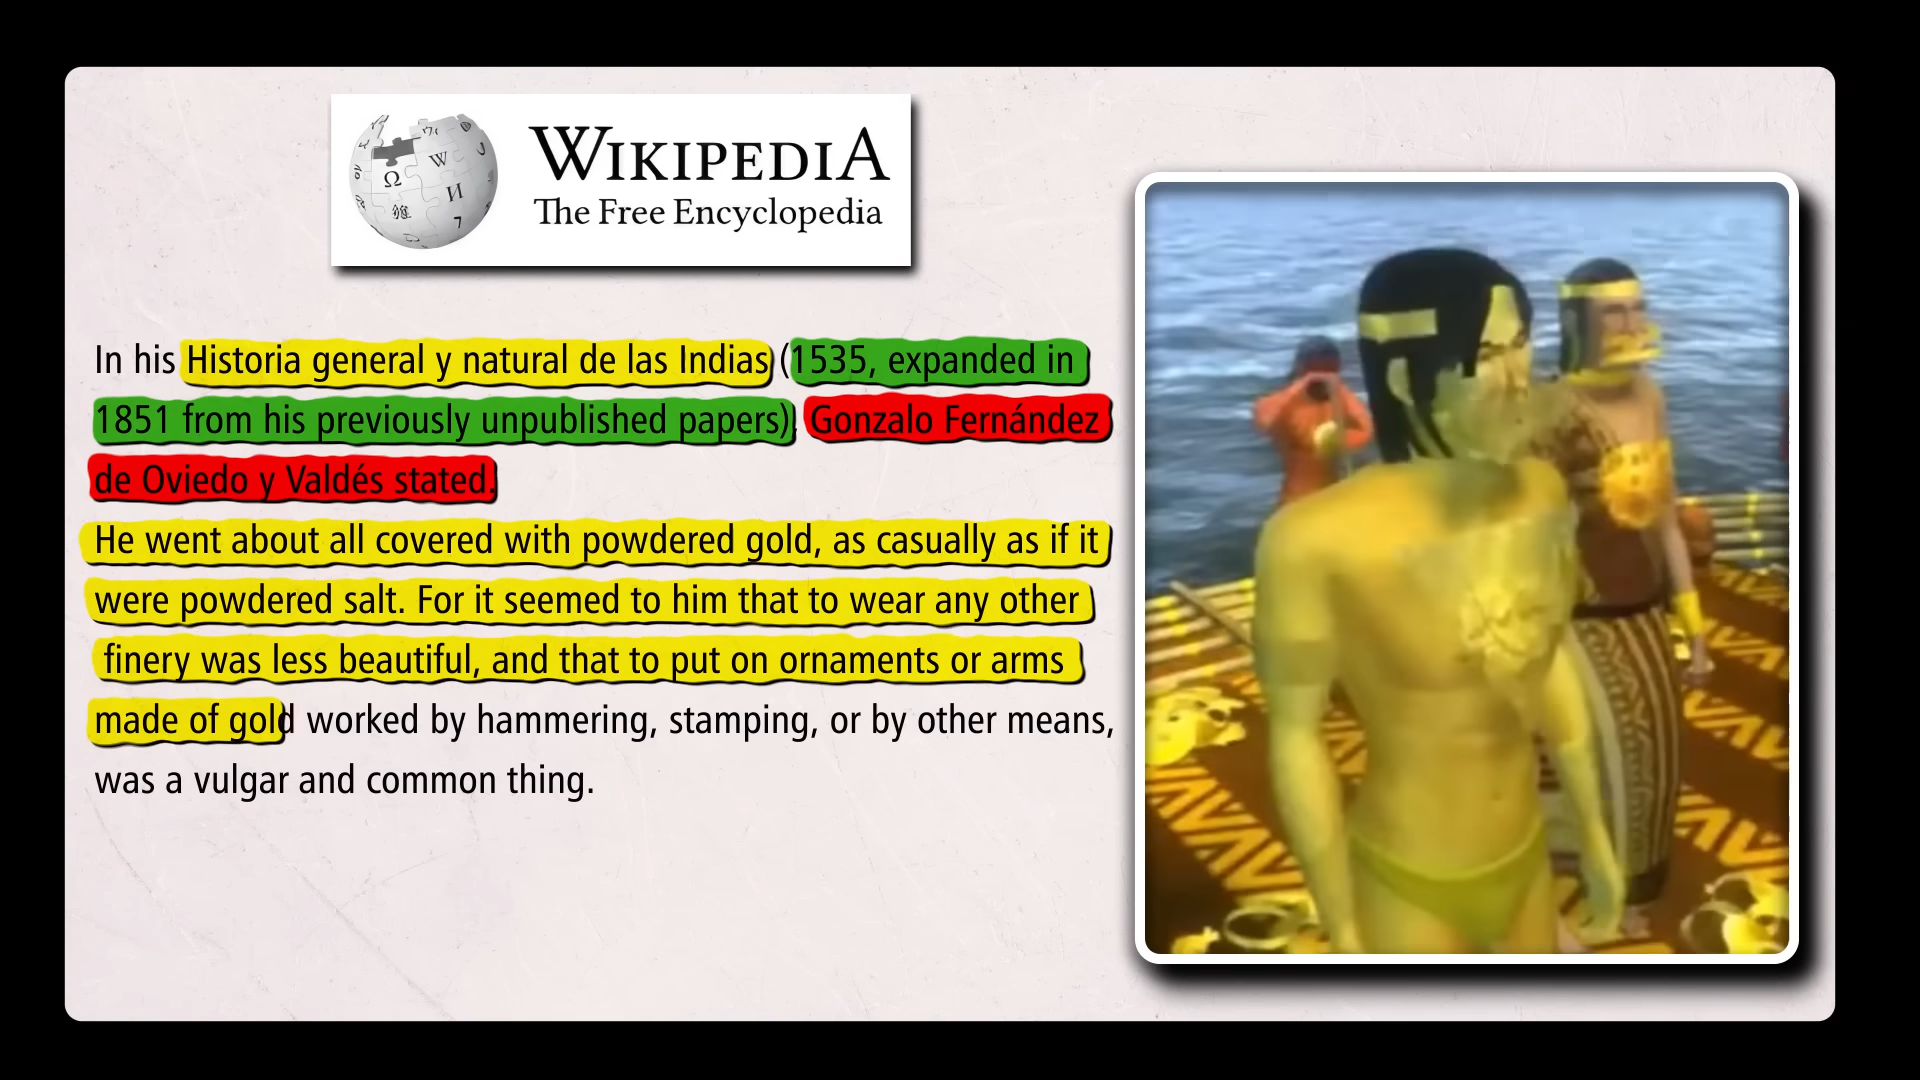 WIKIPEDIA
The Free Encyclopedia
In his Historia general y natural de las Indias (1535, expanded in
1851 from his previously unpublished papers). Gonzalo Fernández
de Oviedo y Valdés stated.
He went about all covered with powdered gold, as casually as if it
were powdered salt. For it seemed to him that to wear any other
finery was less beautiful, and that to put on ornaments or arms
made of gold worked by hammering, stamping, or by other means,
was a vulgar and common thing.